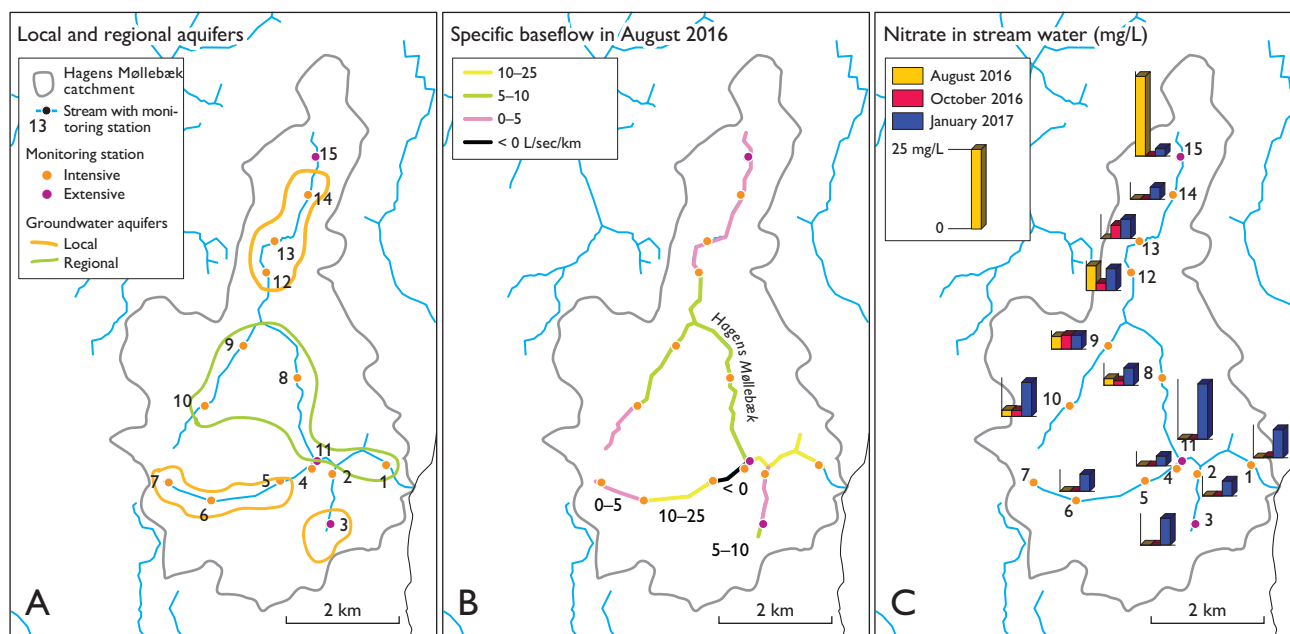 Local and regional aquifers
Hagens Møllebæk
catchment
13
Stream with moni-
toring station
Monitoring station
Intensive
Extensive
Groundwater aquifers
Local
Regional
15
14
13
12
9
8
10
11
7
5
4
2
1
6
3
A
2 km
Specific baseflow in August 2016
10–25
5–10
0–5
< 0 L/sec/km
Hagens Møllebæk
< 0
0–5
10–25
5–10
B
2 km
Nitrate in stream water (mg/L)
August 2016
October 2016
January 2017
25 mg/L
0
15
14
13
12
9
8
10
11
7
5
4
2
1
6
3
C
2 km